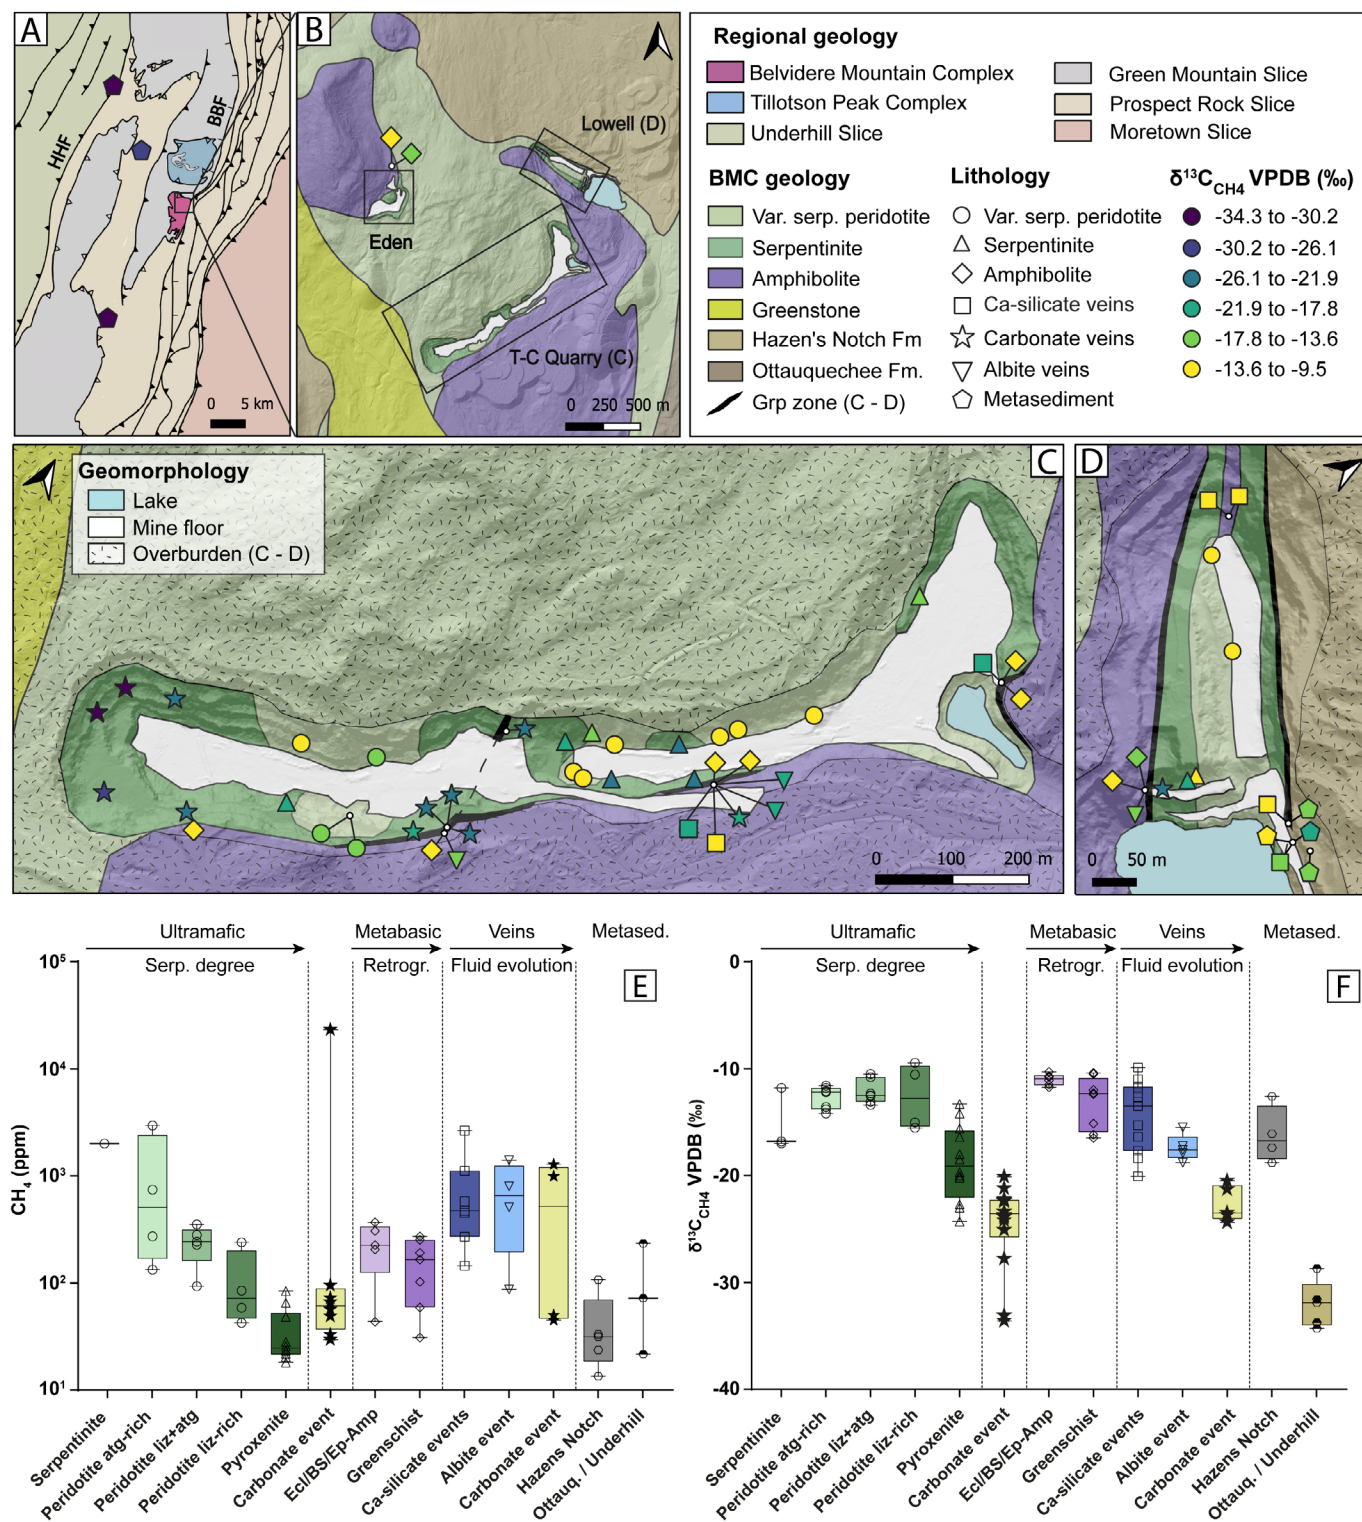 A
HHF
BBF
0 5 km
B
Lowell (D)
Eden
T-C Quarry (C)
0 250 500 m
Regional geology
Belvidere Mountain Complex
Tillotson Peak Complex
Underhill Slice
Green Mountain Slice
Prospect Rock Slice
Moretown Slice
BMC geology
Var. serp. peridotite
Serpentinite
Amphibolite
Greenstone
Hazen's Notch Fm
Ottauquechee Fm.
Grp zone (C - D)
Lithology
Var. serp. peridotite
Serpentinite
Amphibolite
Ca-silicate veins
Carbonate veins
Albite veins
Metasediment
δ¹³C_CH4 VPDB (‰)
-34.3 to -30.2
-30.2 to -26.1
-26.1 to -21.9
-21.9 to -17.8
-17.8 to -13.6
-13.6 to -9.5
Geomorphology
Lake
Mine floor
Overburden (C - D)
C
0 100 200 m
D
0 50 m
Ultramafic
Serp. degree
Metabasic
Retrogr.
Veins
Fluid evolution
Metased.
E
10⁵
10⁴
10³
10²
10¹
CH₄ (ppm)
Serpentinite
Peridotite atg-rich
Peridotite liz+atg
Peridotite liz-rich
Pyroxenite
Carbonate event
Ecl/BS/Ep-Amp
Greenschist
Ca-silicate events
Albite event
Carbonate event
Hazens Notch
Ottauq. / Underhill
Ultramafic
Serp. degree
Metabasic
Retrogr.
Veins
Fluid evolution
Metased.
F
0
-10
-20
-30
-40
δ¹³C_CH4 VPDB (‰)
Serpentinite
Peridotite atg-rich
Peridotite liz+atg
Peridotite liz-rich
Pyroxenite
Carbonate event
Ecl/BS/Ep-Amp
Greenschist
Ca-silicate events
Albite event
Carbonate event
Hazens Notch
Ottauq. / Underhill